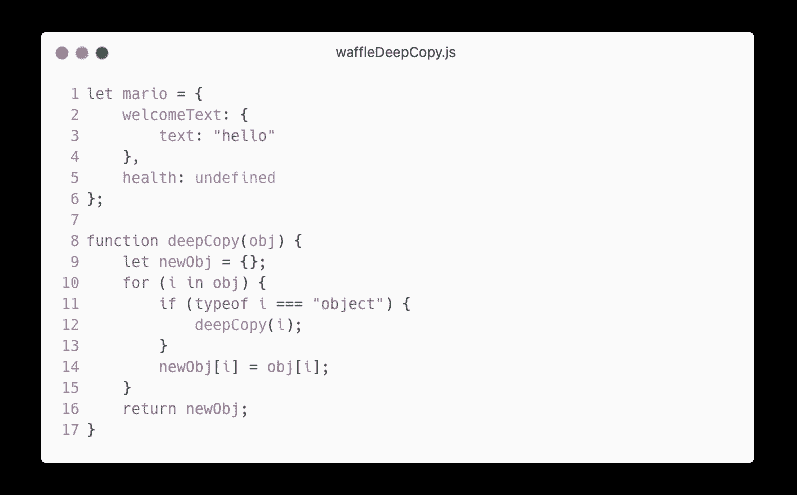 waffleDeepCopy.js
1 let mario = {
2     welcomeText: {
3         text: "hello"
4     },
5     health: undefined
6 };
7
8 function deepCopy(obj) {
9     let newObj = {};
10     for (i in obj) {
11         if (typeof i === "object") {
12             deepCopy(i);
13         }
14         newObj[i] = obj[i];
15     }
16     return newObj;
17 }